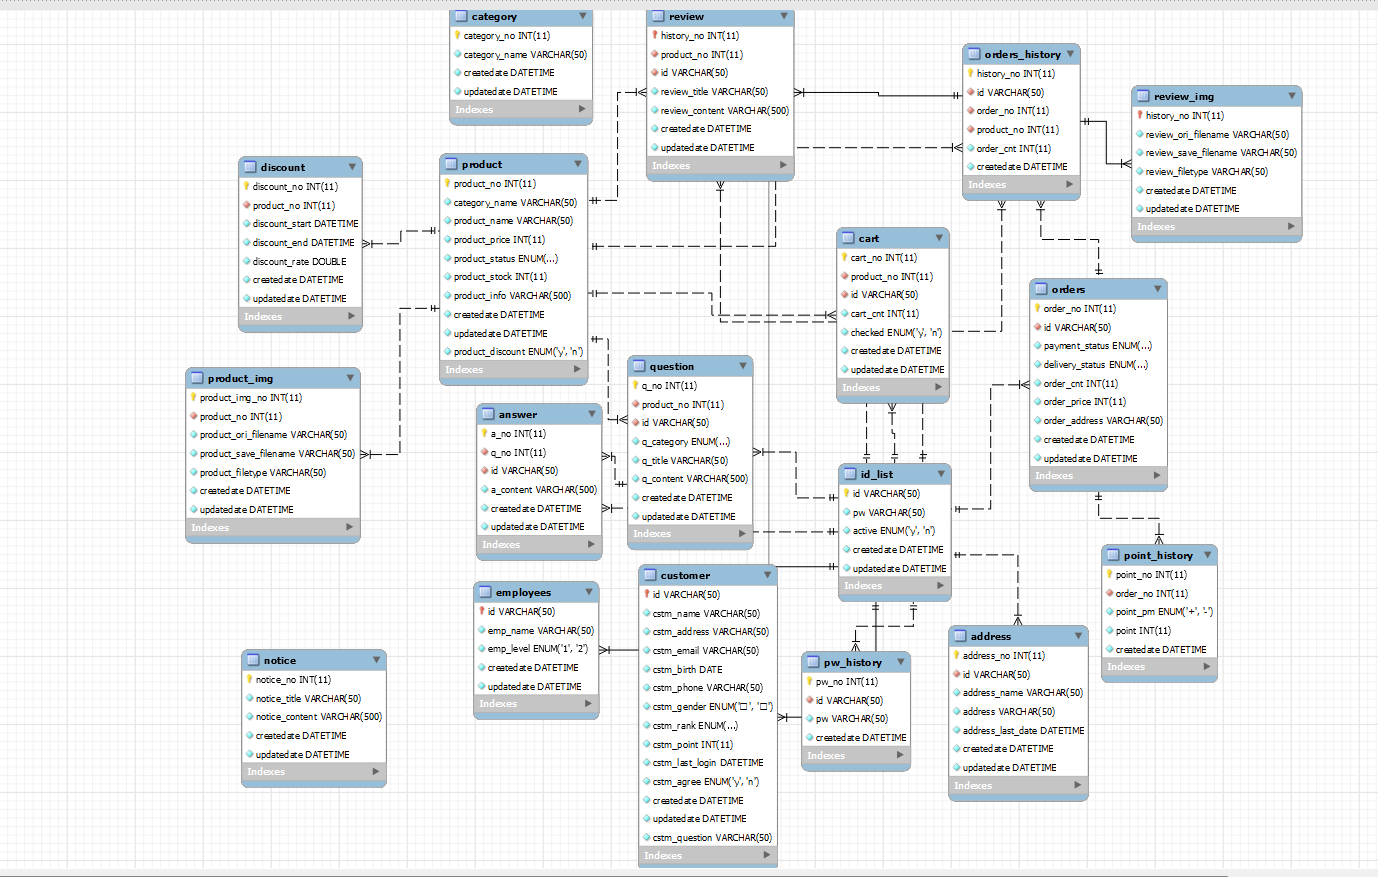 category
category_no INT(11)
category_name VARCHAR(50)
createdate DATETIME
updatedate DATETIME
Indexes
review
history_no INT(11)
product_no INT(11)
id VARCHAR(50)
review_title VARCHAR(50)
review_content VARCHAR(500)
createdate DATETIME
updatedate DATETIME
Indexes
orders_history
history_no INT(11)
id VARCHAR(50)
order_no INT(11)
product_no INT(11)
order_cnt INT(11)
createdate DATETIME
Indexes
review_img
history_no INT(11)
review_ori_filename VARCHAR(50)
review_save_filename VARCHAR(50)
review_filetype VARCHAR(50)
createdate DATETIME
updatedate DATETIME
Indexes
discount
discount_no INT(11)
product_no INT(11)
discount_start DATETIME
discount_end DATETIME
discount_rate DOUBLE
createdate DATETIME
updatedate DATETIME
Indexes
product
product_no INT(11)
category_name VARCHAR(50)
product_name VARCHAR(50)
product_price INT(11)
product_status ENUM(...)
product_stock INT(11)
product_info VARCHAR(500)
createdate DATETIME
updatedate DATETIME
product_discount ENUM('y', 'n')
Indexes
cart
cart_no INT(11)
product_no INT(11)
id VARCHAR(50)
cart_cnt INT(11)
checked ENUM('y', 'n')
createdate DATETIME
updatedate DATETIME
Indexes
orders
order_no INT(11)
id VARCHAR(50)
payment_status ENUM(...)
delivery_status ENUM(...)
order_cnt INT(11)
order_price INT(11)
order_address VARCHAR(50)
createdate DATETIME
updatedate DATETIME
Indexes
product_img
product_img_no INT(11)
product_no INT(11)
product_ori_filename VARCHAR(50)
product_save_filename VARCHAR(50)
product_filetype VARCHAR(50)
createdate DATETIME
updatedate DATETIME
Indexes
question
q_no INT(11)
product_no INT(11)
id VARCHAR(50)
q_category ENUM(...)
q_title VARCHAR(50)
q_content VARCHAR(500)
createdate DATETIME
updatedate DATETIME
Indexes
answer
a_no INT(11)
q_no INT(11)
id VARCHAR(50)
a_content VARCHAR(500)
createdate DATETIME
updatedate DATETIME
Indexes
id_list
id VARCHAR(50)
pw VARCHAR(50)
active ENUM('y', 'n')
createdate DATETIME
updatedate DATETIME
Indexes
point_history
point_no INT(11)
order_no INT(11)
point_pm ENUM('+', '-')
point INT(11)
createdate DATETIME
Indexes
employees
id VARCHAR(50)
emp_name VARCHAR(50)
emp_level ENUM('1', '2')
createdate DATETIME
updatedate DATETIME
Indexes
customer
id VARCHAR(50)
cstm_name VARCHAR(50)
cstm_address VARCHAR(50)
cstm_email VARCHAR(50)
cstm_birth DATE
cstm_phone VARCHAR(50)
cstm_gender ENUM('□', '□')
cstm_rank ENUM(...)
cstm_point INT(11)
cstm_last_login DATETIME
cstm_agree ENUM('y', 'n')
createdate DATETIME
updatedate DATETIME
cstm_question VARCHAR(50)
Indexes
pw_history
pw_no INT(11)
id VARCHAR(50)
pw VARCHAR(50)
createdate DATETIME
Indexes
address
address_no INT(11)
id VARCHAR(50)
address_name VARCHAR(50)
address VARCHAR(50)
address_last_date DATETIME
createdate DATETIME
updatedate DATETIME
Indexes
notice
notice_no INT(11)
notice_title VARCHAR(50)
notice_content VARCHAR(500)
createdate DATETIME
updatedate DATETIME
Indexes